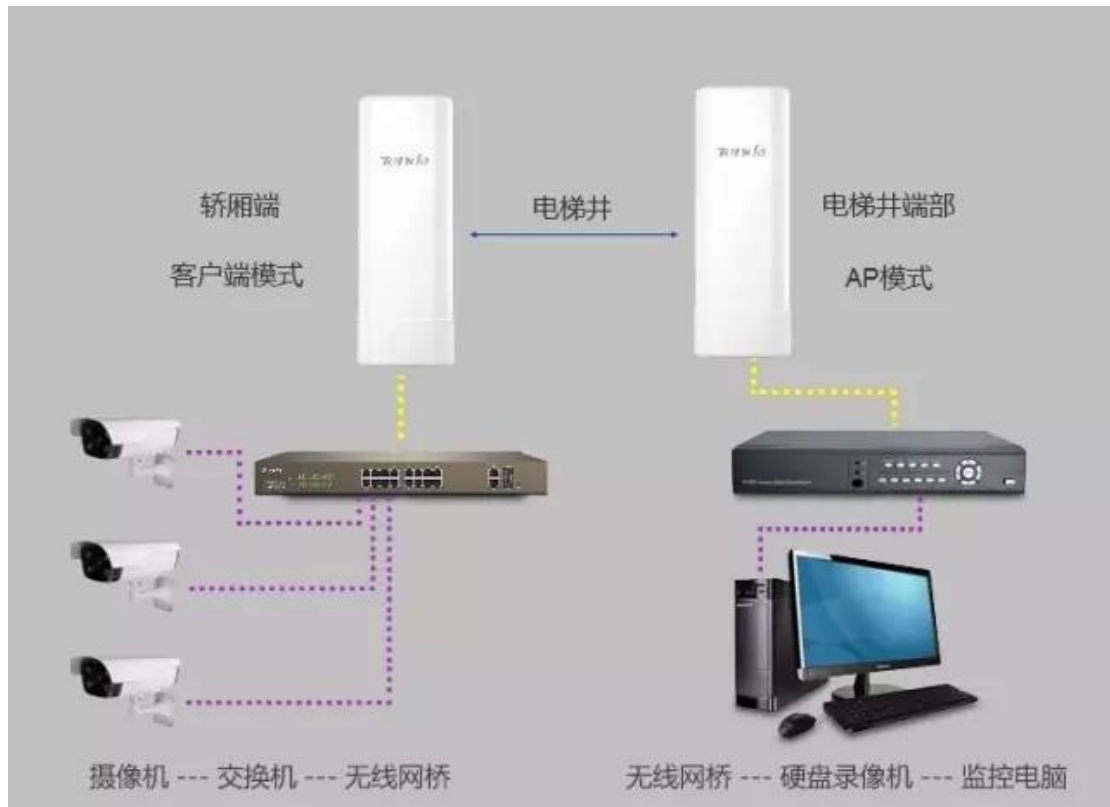 轿厢端
客户端模式
电梯井
电梯井端部
AP模式
摄像机 --- 交换机 --- 无线网桥
无线网桥 --- 硬盘录像机 --- 监控电脑